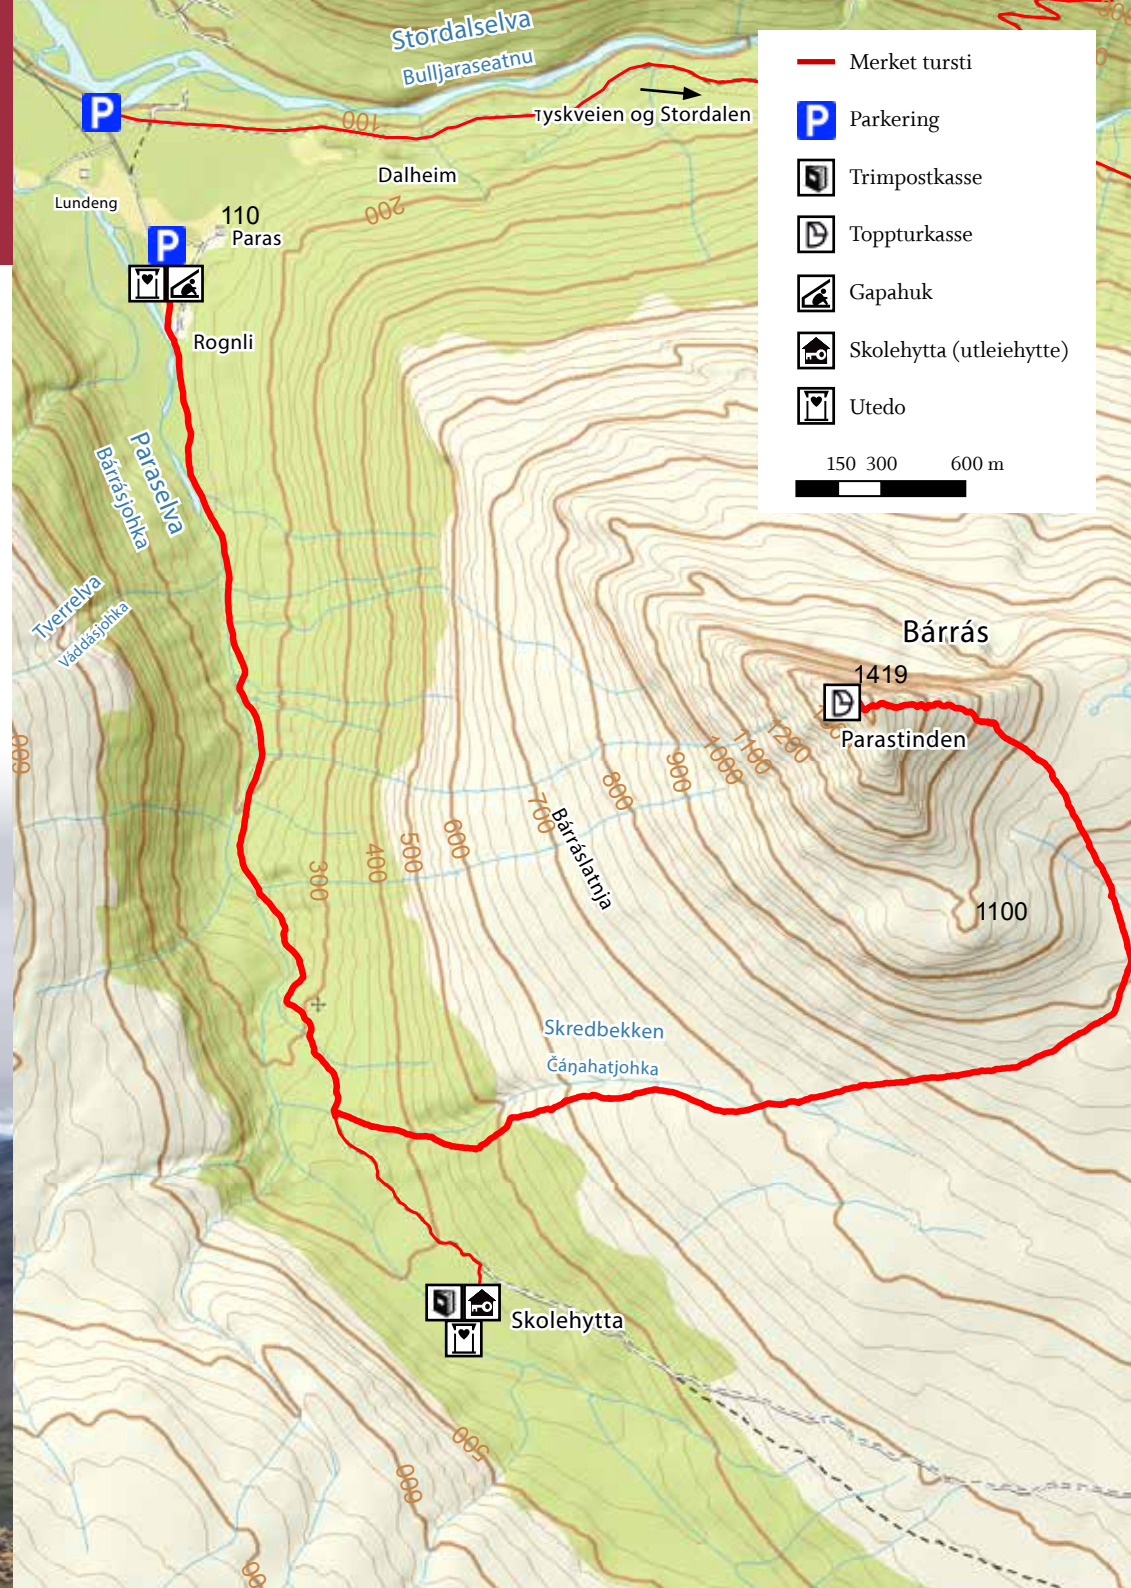 Stordalselva
Bulljaraseatnu
P
100
Tyskveien og Stordalen
Dalheim
200
Lundeng
110
Paras
P
Rognli
Merket tursti
P
Parkering
Trimpostkasse
Toppturkasse
Gapahuk
Skolehytta (utleiehytte)
Utedo
150 300 600 m
Paraselva
Bárrásjohka
Tverrelva
Váddásjohka
Bárrás
1419
Parastinden
1200
1100
1000
900
800
700
600
500
400
300
Bárráslatnja
1100
Skredbekken
Čáŋahatjohka
Skolehytta
500